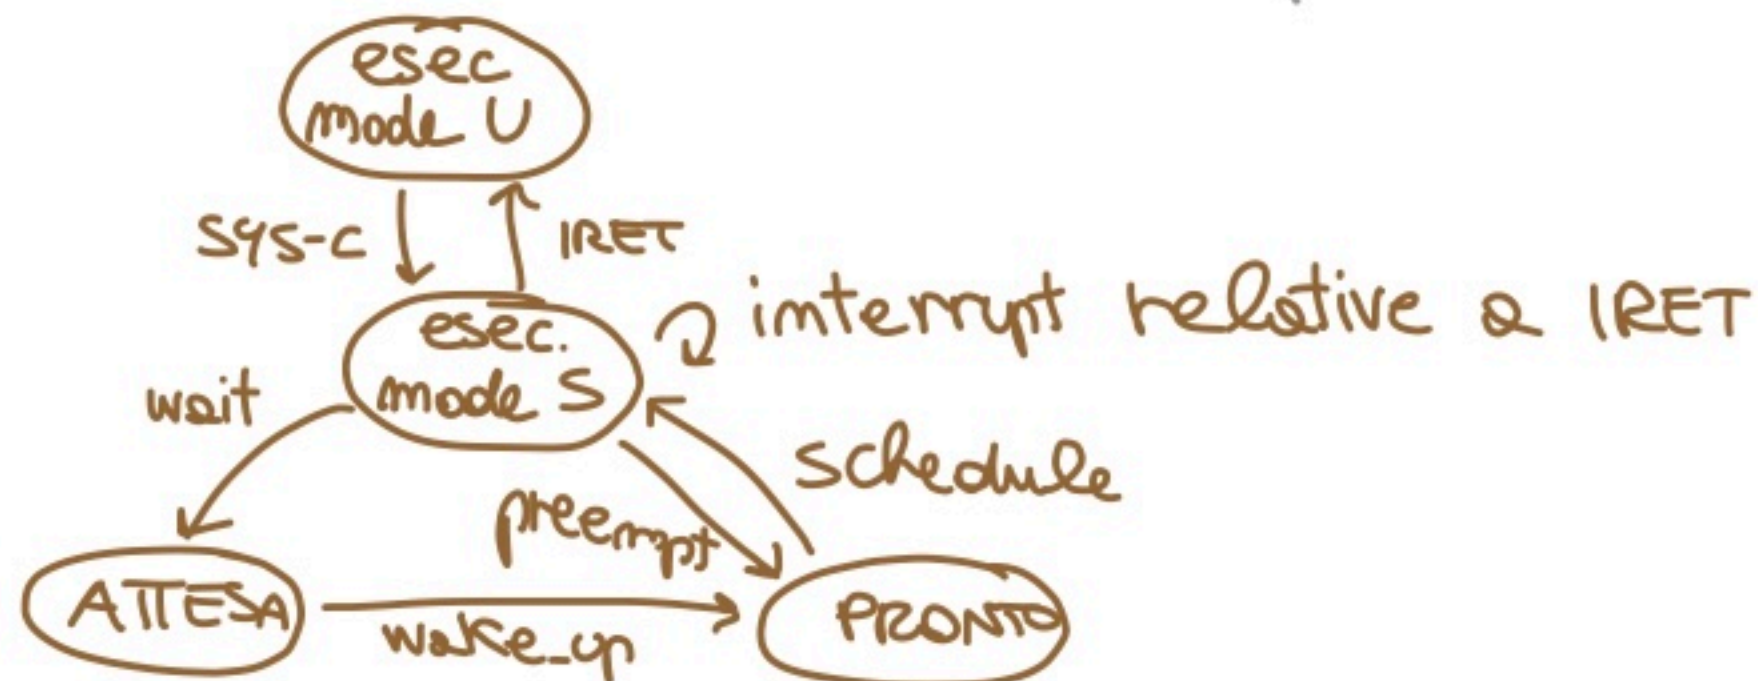 esec
mode U
SYS-C
IRET
esec.
mode S
interrupt relative a IRET
wait
schedule
preempt
ATTESA
wake_up
PRONTO